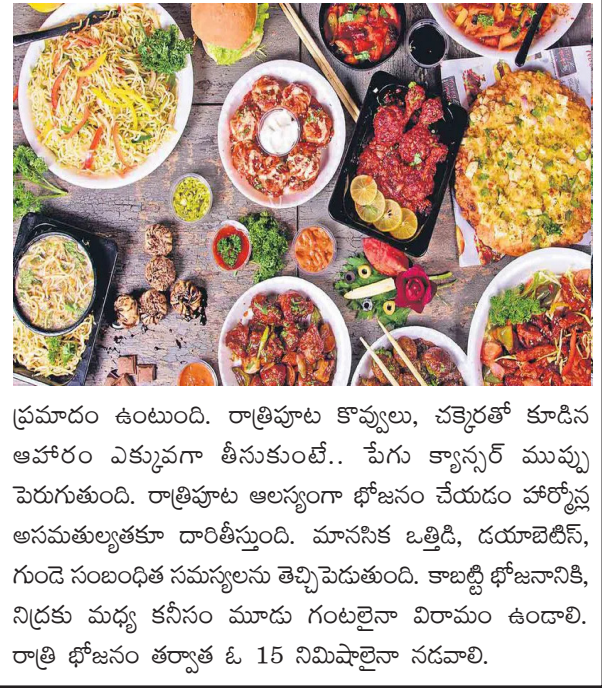 ప్రమాదం ఉంటుంది. రాత్రిపూట కొవ్వులు, చక్కెరతో కూడిన
ఆహారం ఎక్కువగా తీసుకుంటే.. పేగు క్యాన్సర్ ముప్పు
పెరుగుతుంది. రాత్రిపూట ఆలస్యంగా భోజనం చేయడం హార్మోన్ల
అసమతుల్యతకూ దారితీస్తుంది. మానసిక ఒత్తిడి, డయాబెటిస్,
గుండె సంబంధిత సమస్యలను తెచ్చిపెడుతుంది. కాబట్టి భోజనానికి,
నిద్రకు మధ్య కనీసం మూడు గంటలైనా విరామం ఉండాలి.
రాత్రి భోజనం తర్వాత ఓ 15 నిమిషాలైనా నడవాలి.